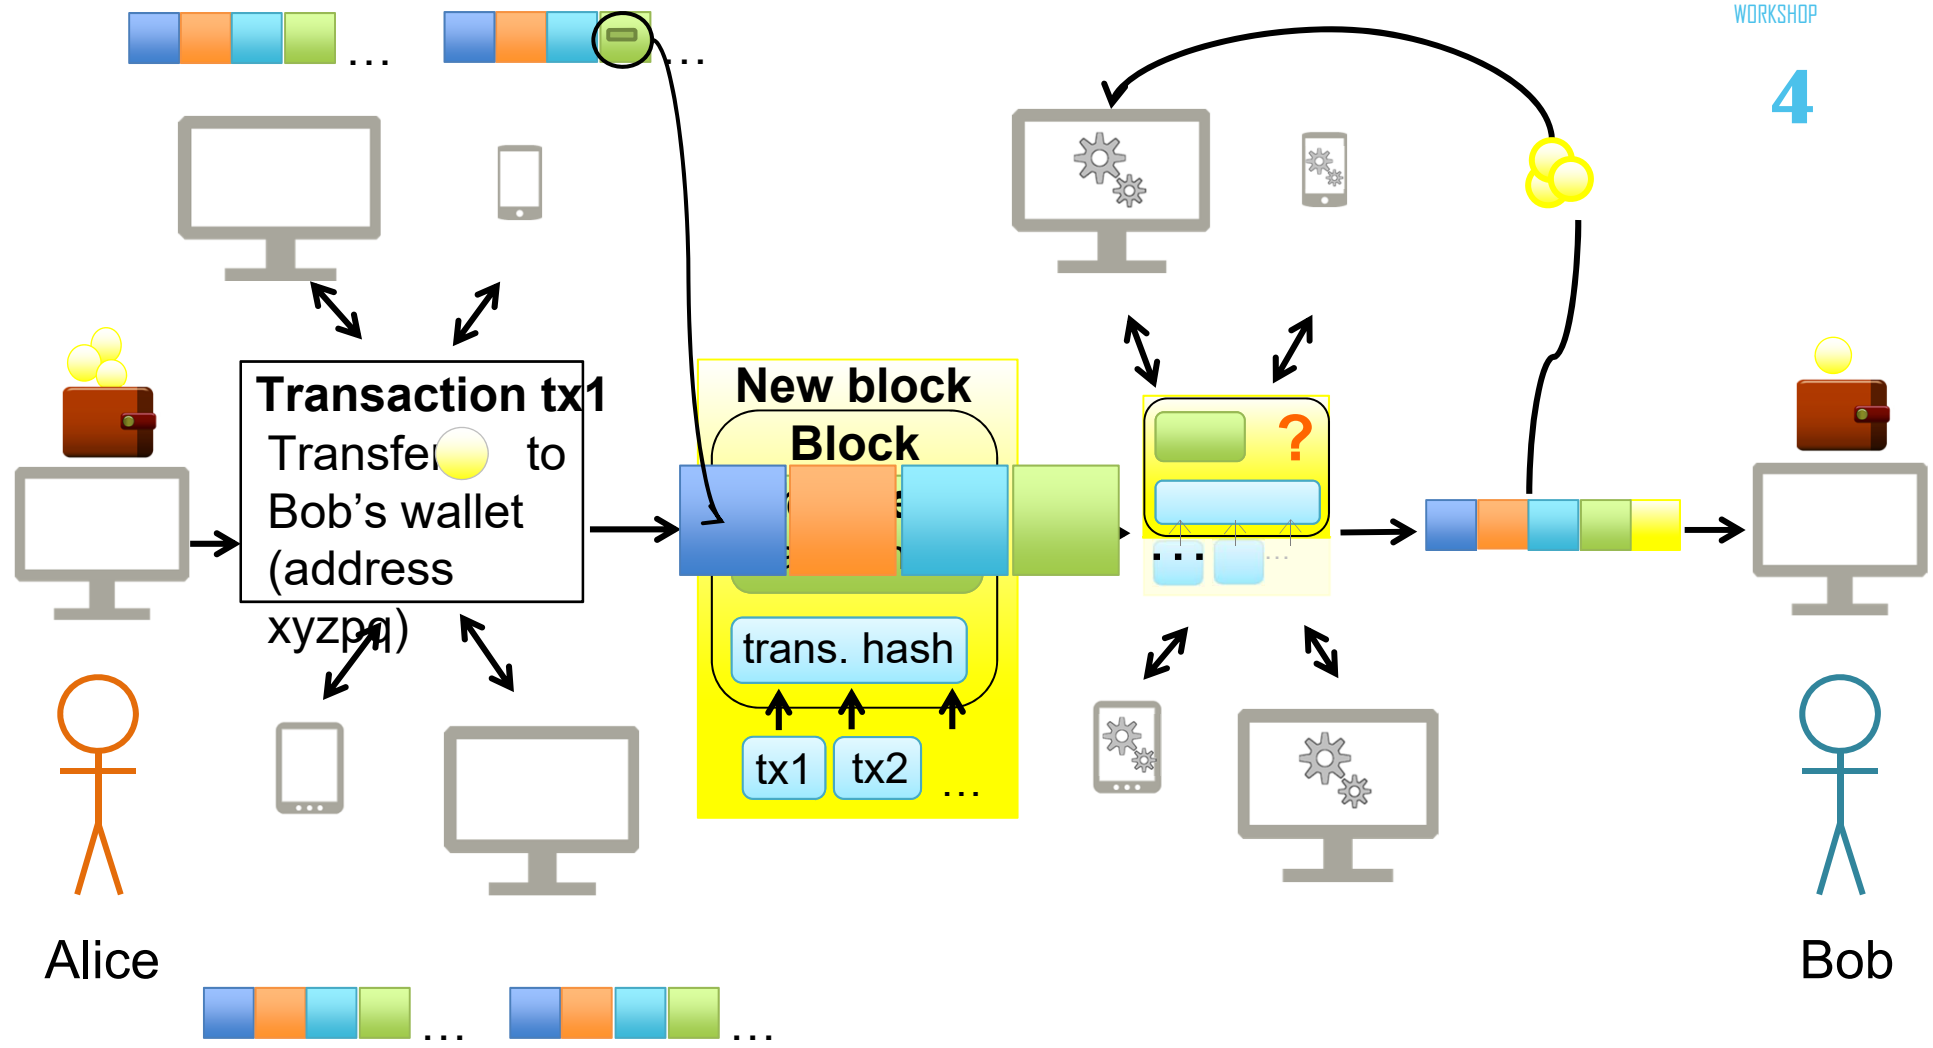 WORKSHOP
4
...
...
Transaction tx1
Transfer to
Bob's wallet
(address
xyzpq)
New block
Block
trans. hash
tx1
tx2
...
?
...
...
Alice
Bob
...
...